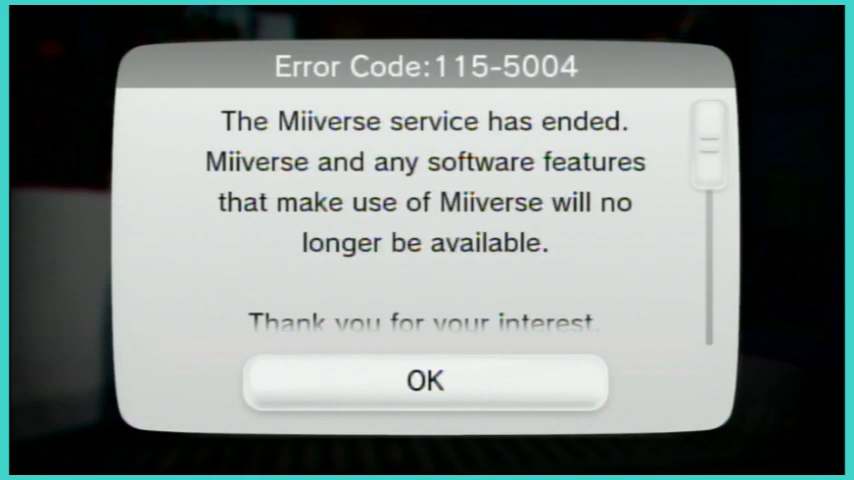 Error Code:115-5004
The Miiverse service has ended.
Miiverse and any software features
that make use of Miiverse will no
longer be available.
Thank you for your interest.
OK